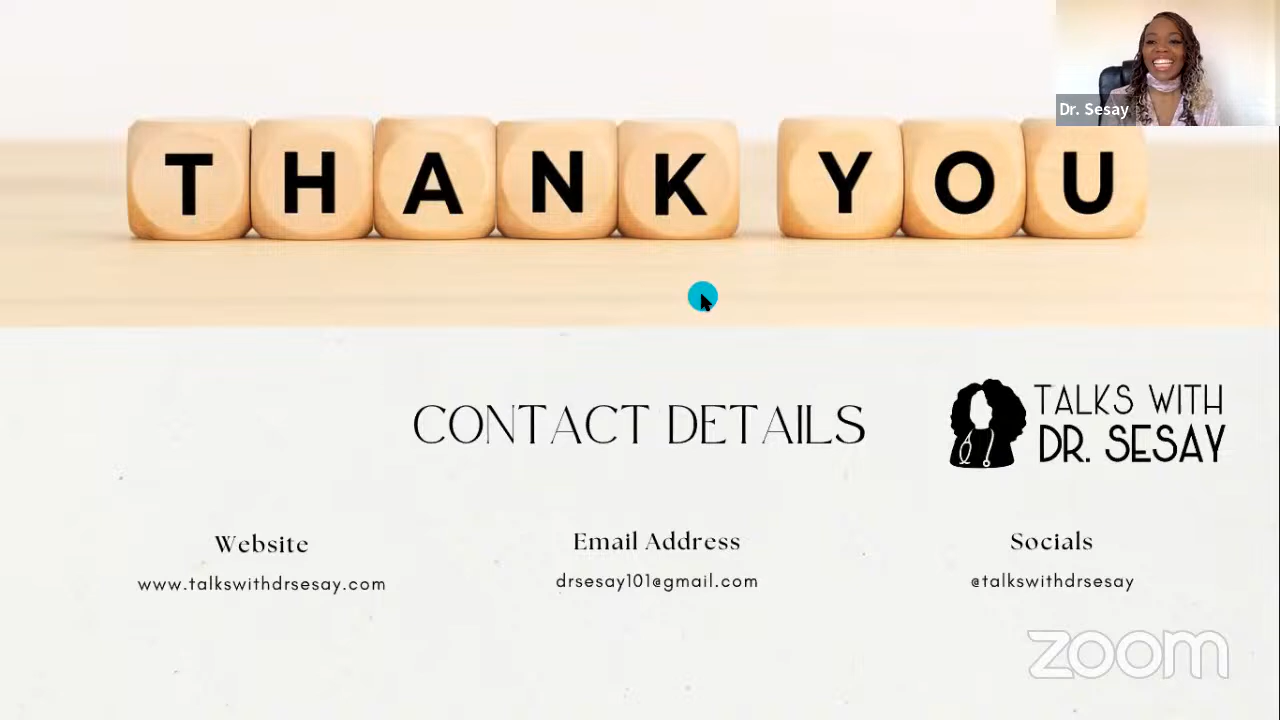 Dr. Sesay
THANK YOU
CONTACT DETAILS
TALKS WITH
DR. SESAY
Website
www.talkswithdrsesay.com
Email Address
drsesay101@gmail.com
Socials
@talkswithdrsesay
zoom